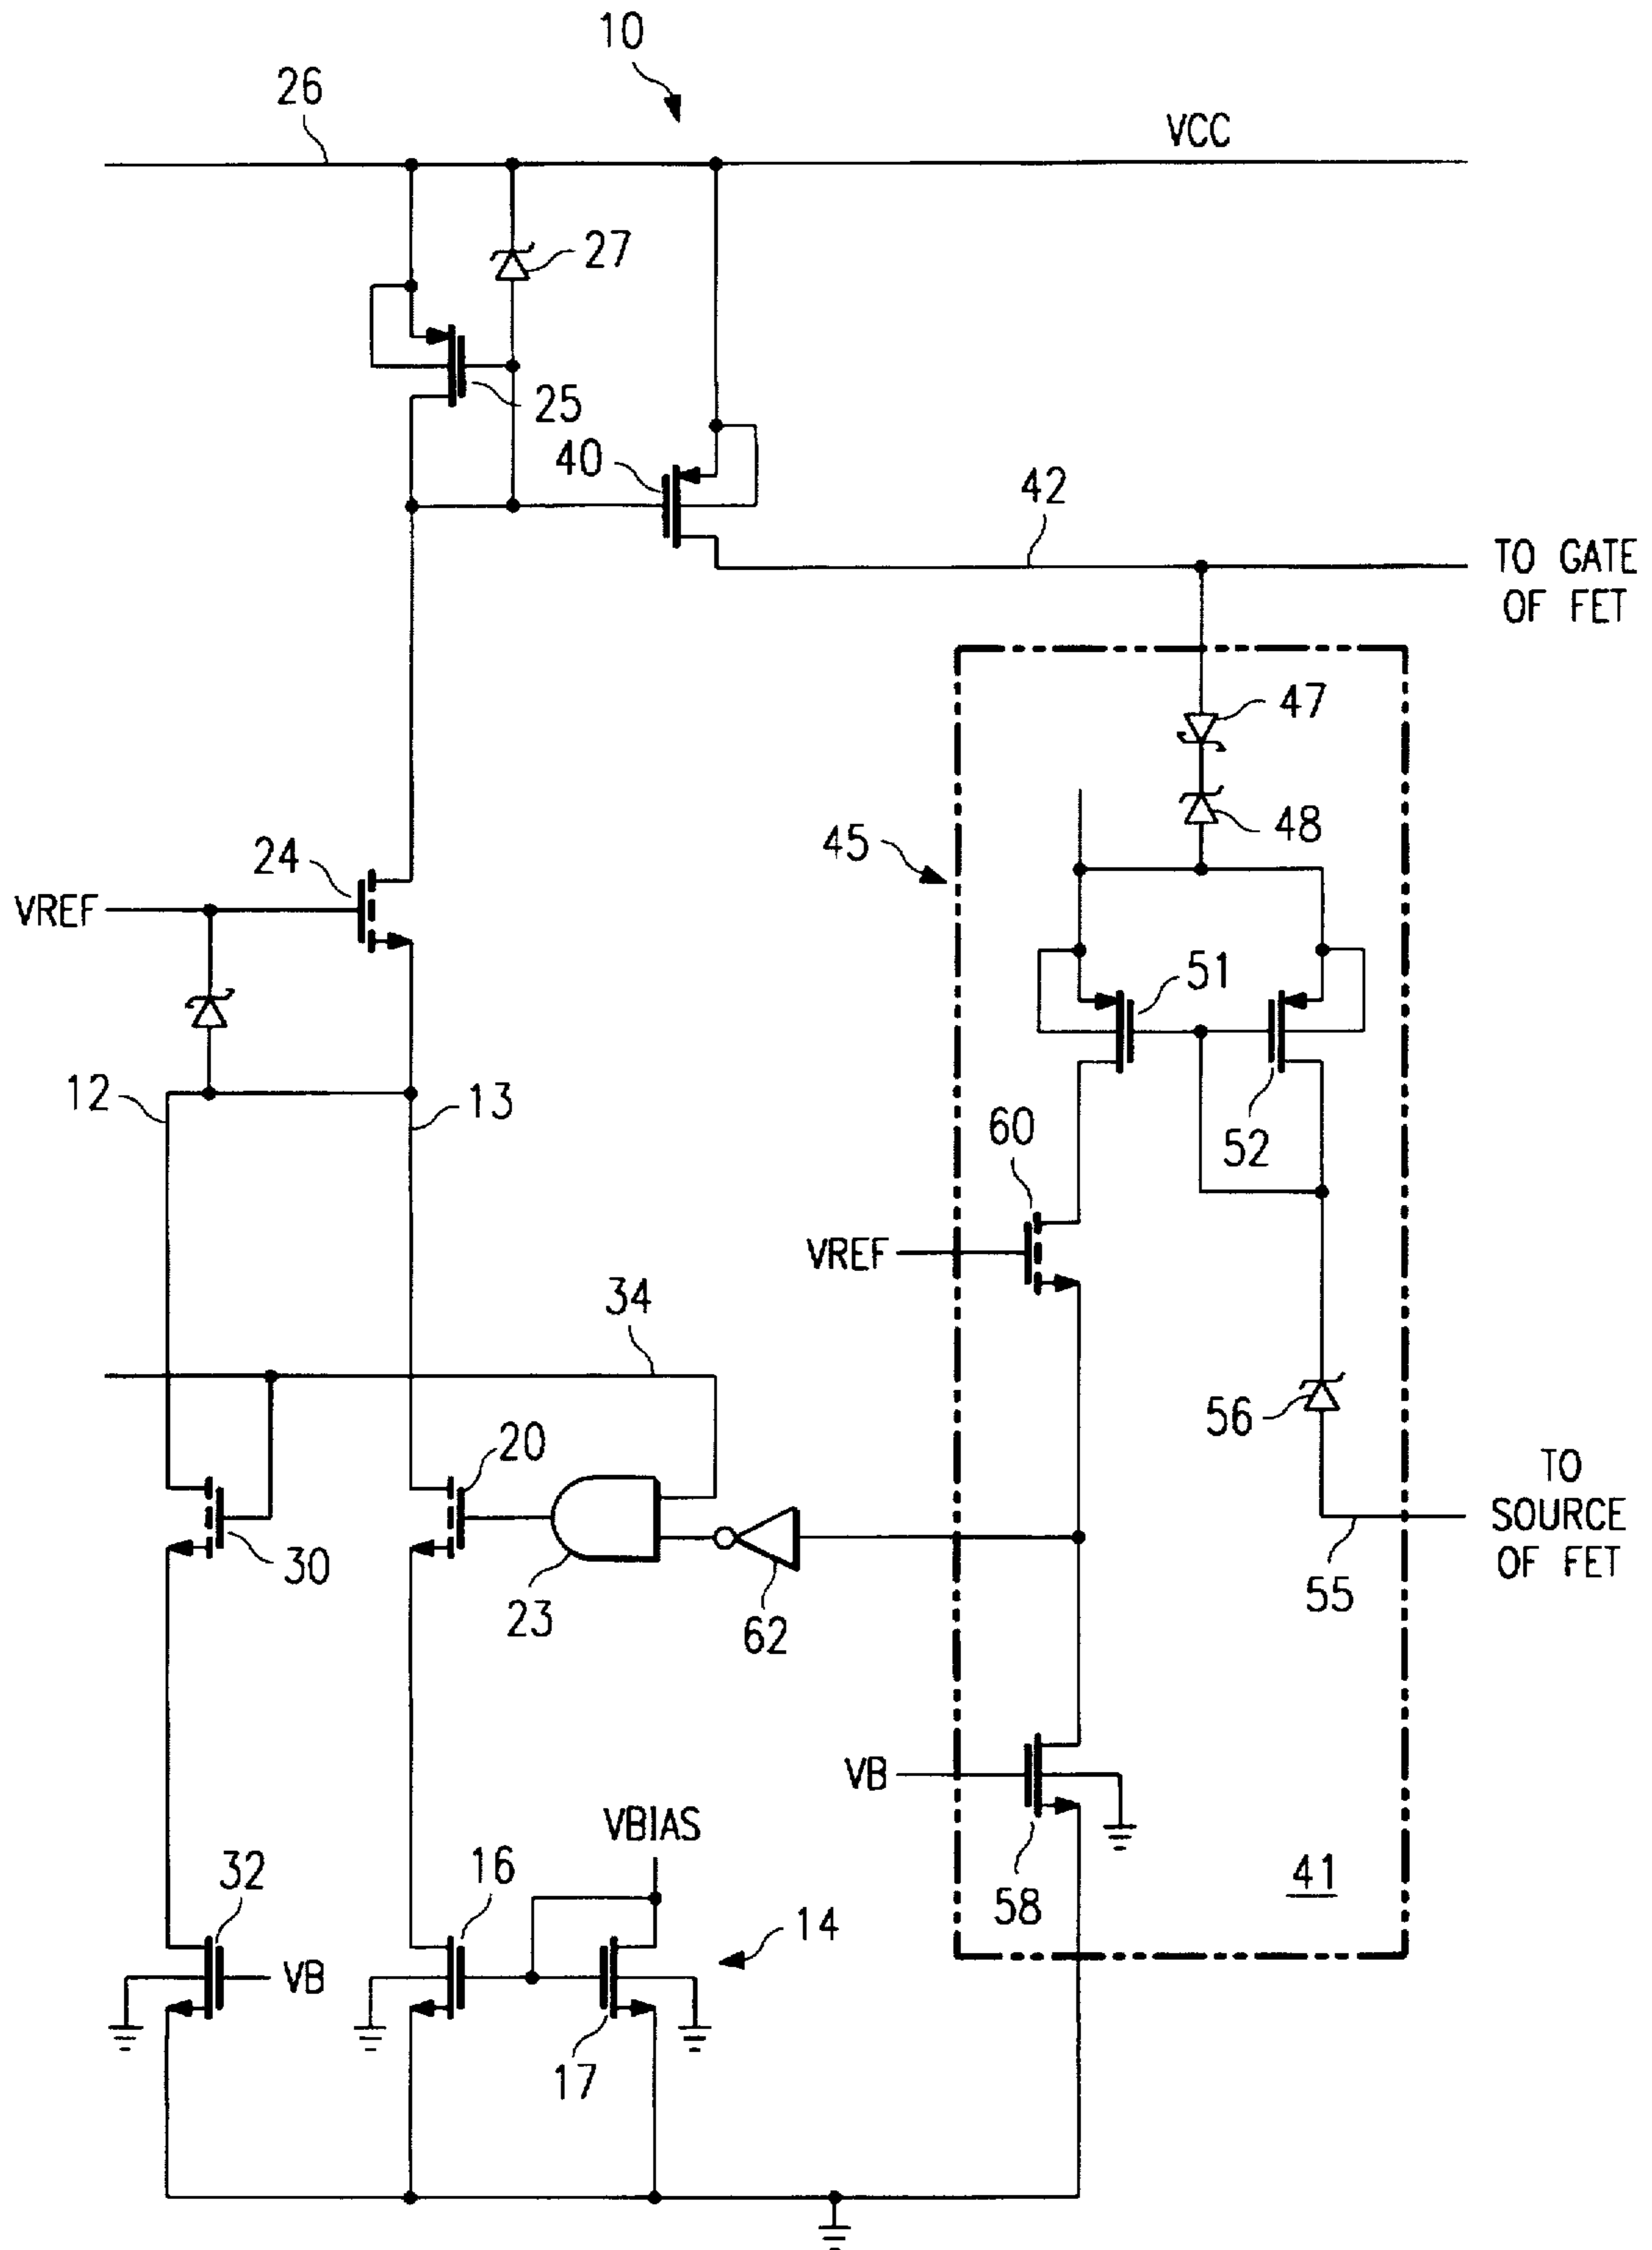 10
26
VCC
27
25
40
42
TO GATE
OF FET
47
48
45
24
VREF
51
12
13
60
52
VREF
34
56
20
TO
SOURCE
OF FET
30
23
62
55
VB
VBIAS
16
32
58
41
14
VB
17